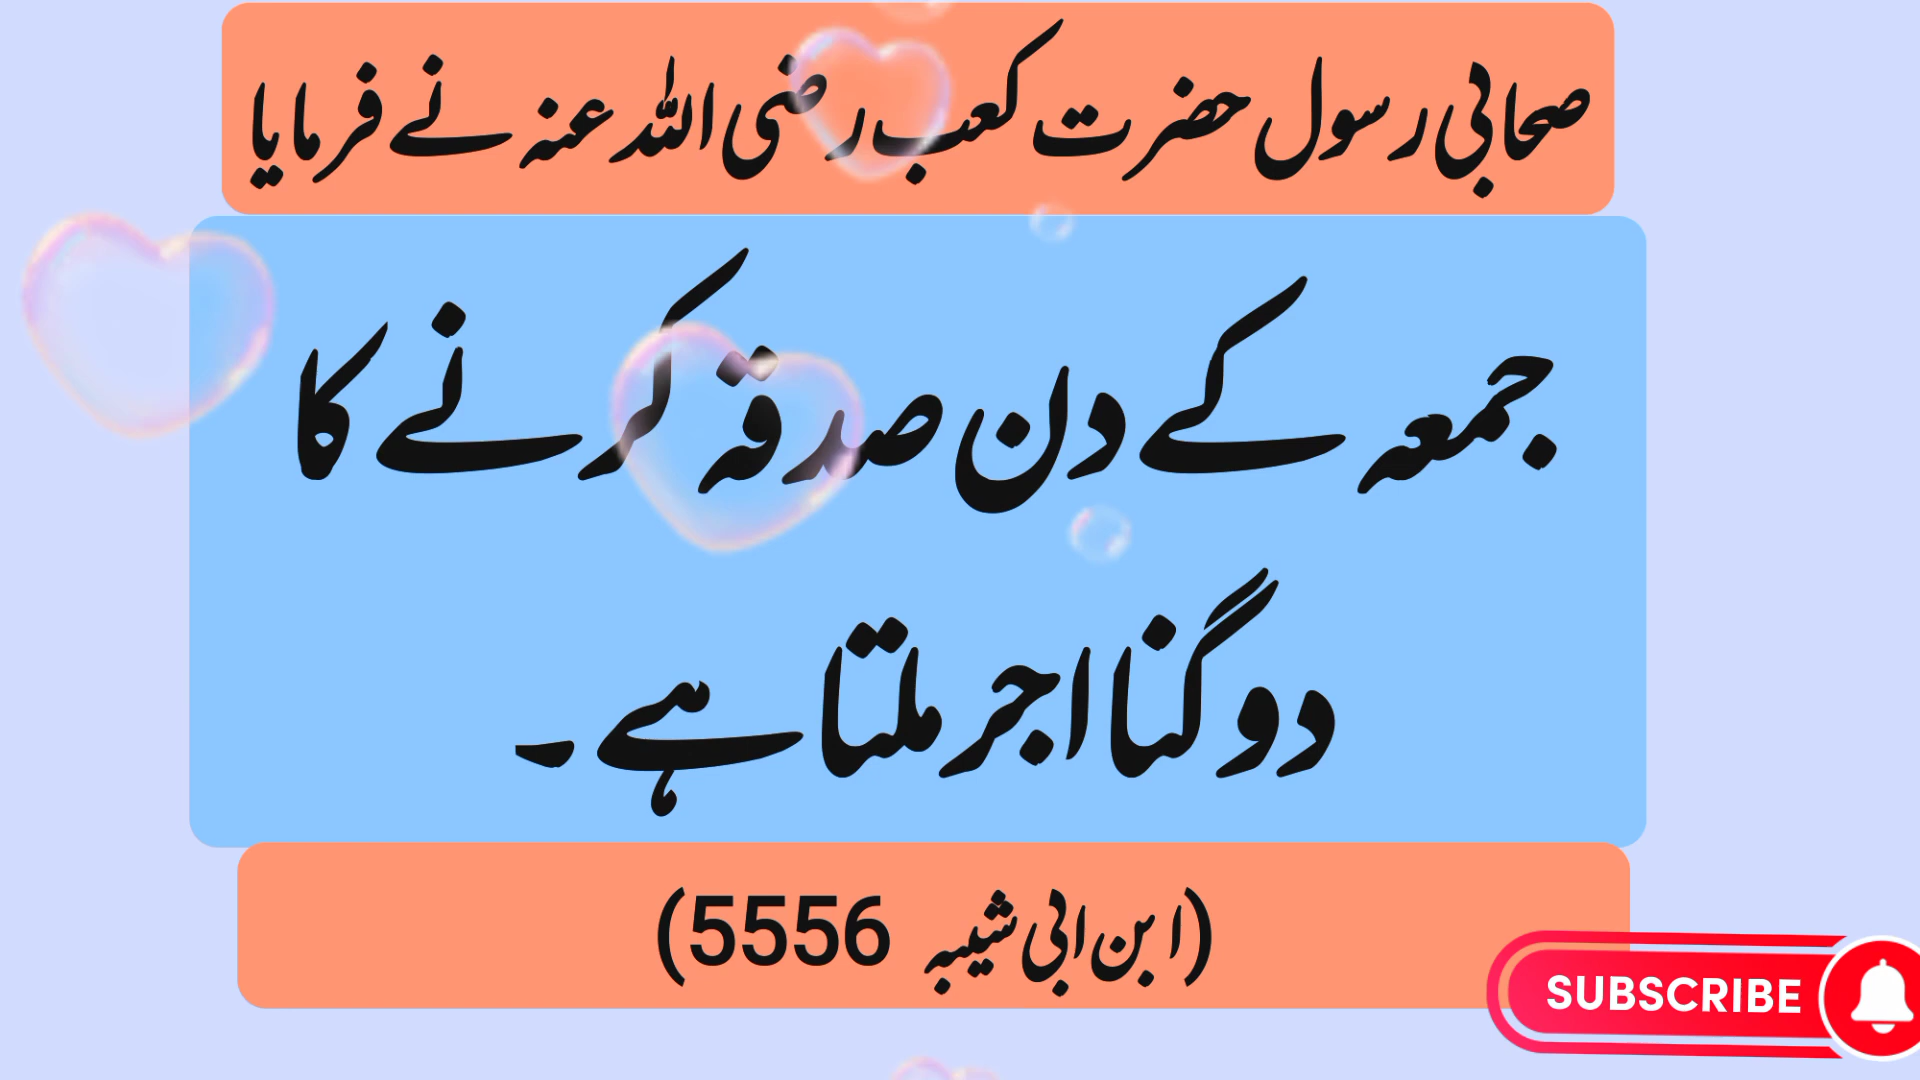 صحابی رسول حضرت کعب رضی اللہ عنہ نے فرمایا
جمعہ کے دن صدقہ کرنے کا
دوگنا اجر ملتا ہے ۔
(ابن ابی شیبہ 5556)
SUBSCRIBE